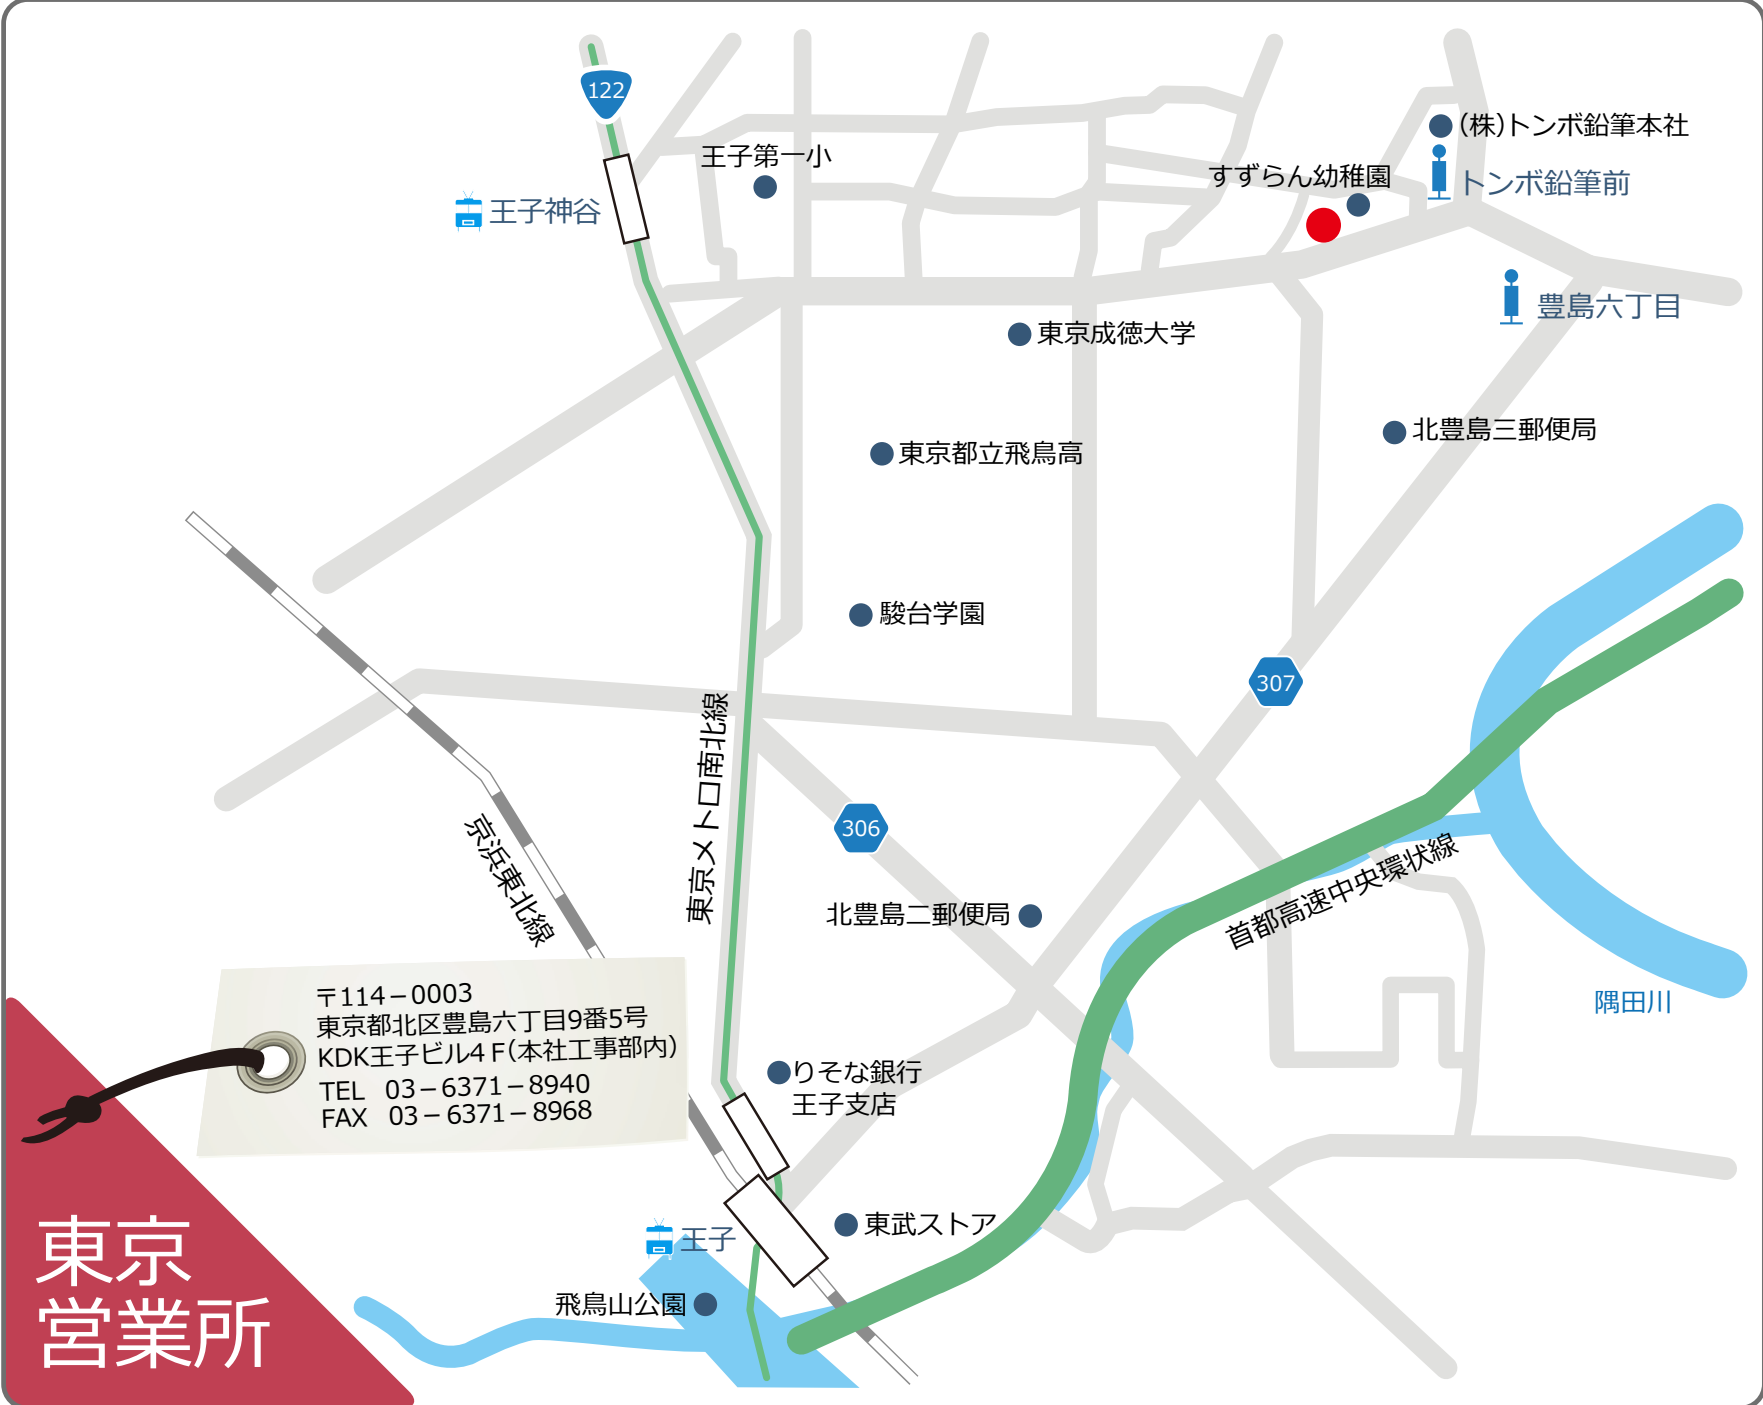 122
(株)トンボ鉛筆本社
王子第一小
すずらん幼稚園
トンボ鉛筆前
王子神谷
豊島六丁目
東京成徳大学
北豊島三郵便局
東京都立飛鳥高
駿台学園
307
東京メトロ南北線
306
京浜東北線
首都高速中央環状線
北豊島二郵便局
隅田川
〒114－0003
東京都北区豊島六丁目9番5号
KDK王子ビル4F(本社工事部内)
TEL 03－6371－8940
FAX 03－6371－8968
りそな銀行
王子支店
東武ストア
王子
飛鳥山公園
東京
営業所